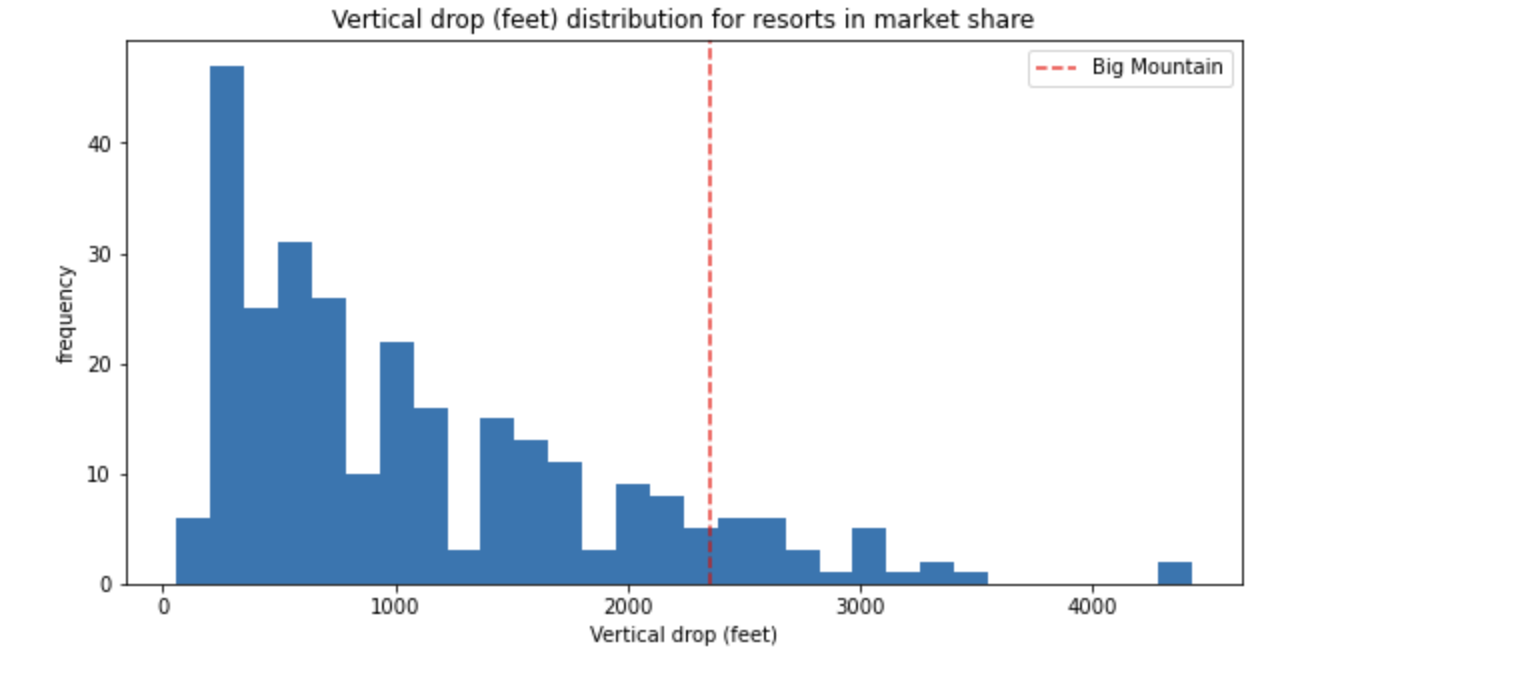 Vertical drop (feet) distribution for resorts in market share
Big Mountain
40
30
20
10
0
frequency
0 1000 2000 3000 4000
Vertical drop (feet)